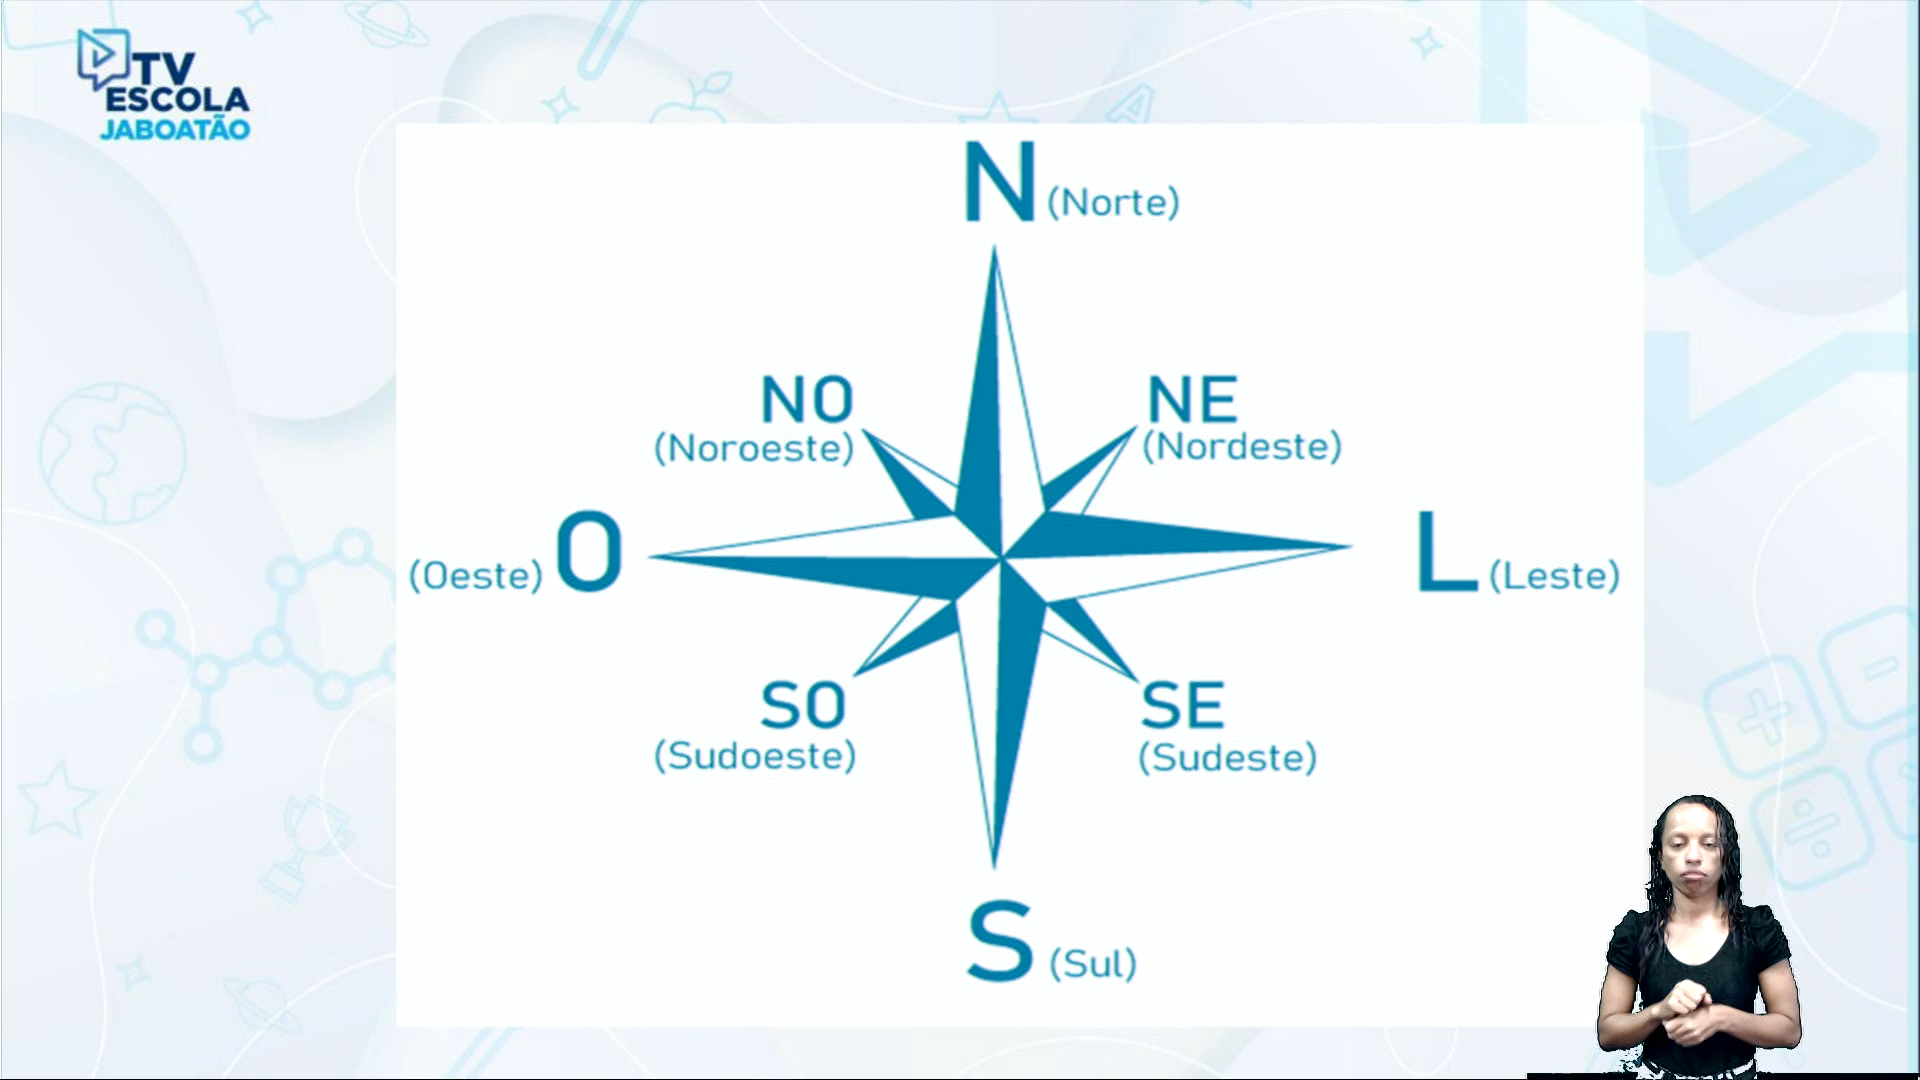 TV
ESCOLA
JABOATÃO
N (Norte)
NO
(Noroeste)
NE
(Nordeste)
(Oeste) O
L (Leste)
SO
(Sudoeste)
SE
(Sudeste)
S (Sul)